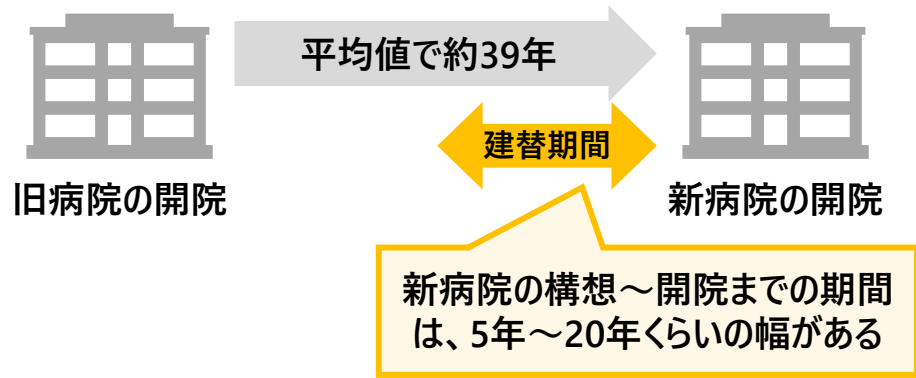 平均値で約39年
建替期間
旧病院の開院
新病院の開院
新病院の構想～開院までの期間
は、5年～20年くらいの幅がある